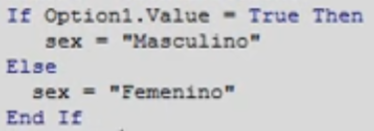 If Option1.Value = True Then
sex = "Masculino"
Else
sex = "Femenino"
End If